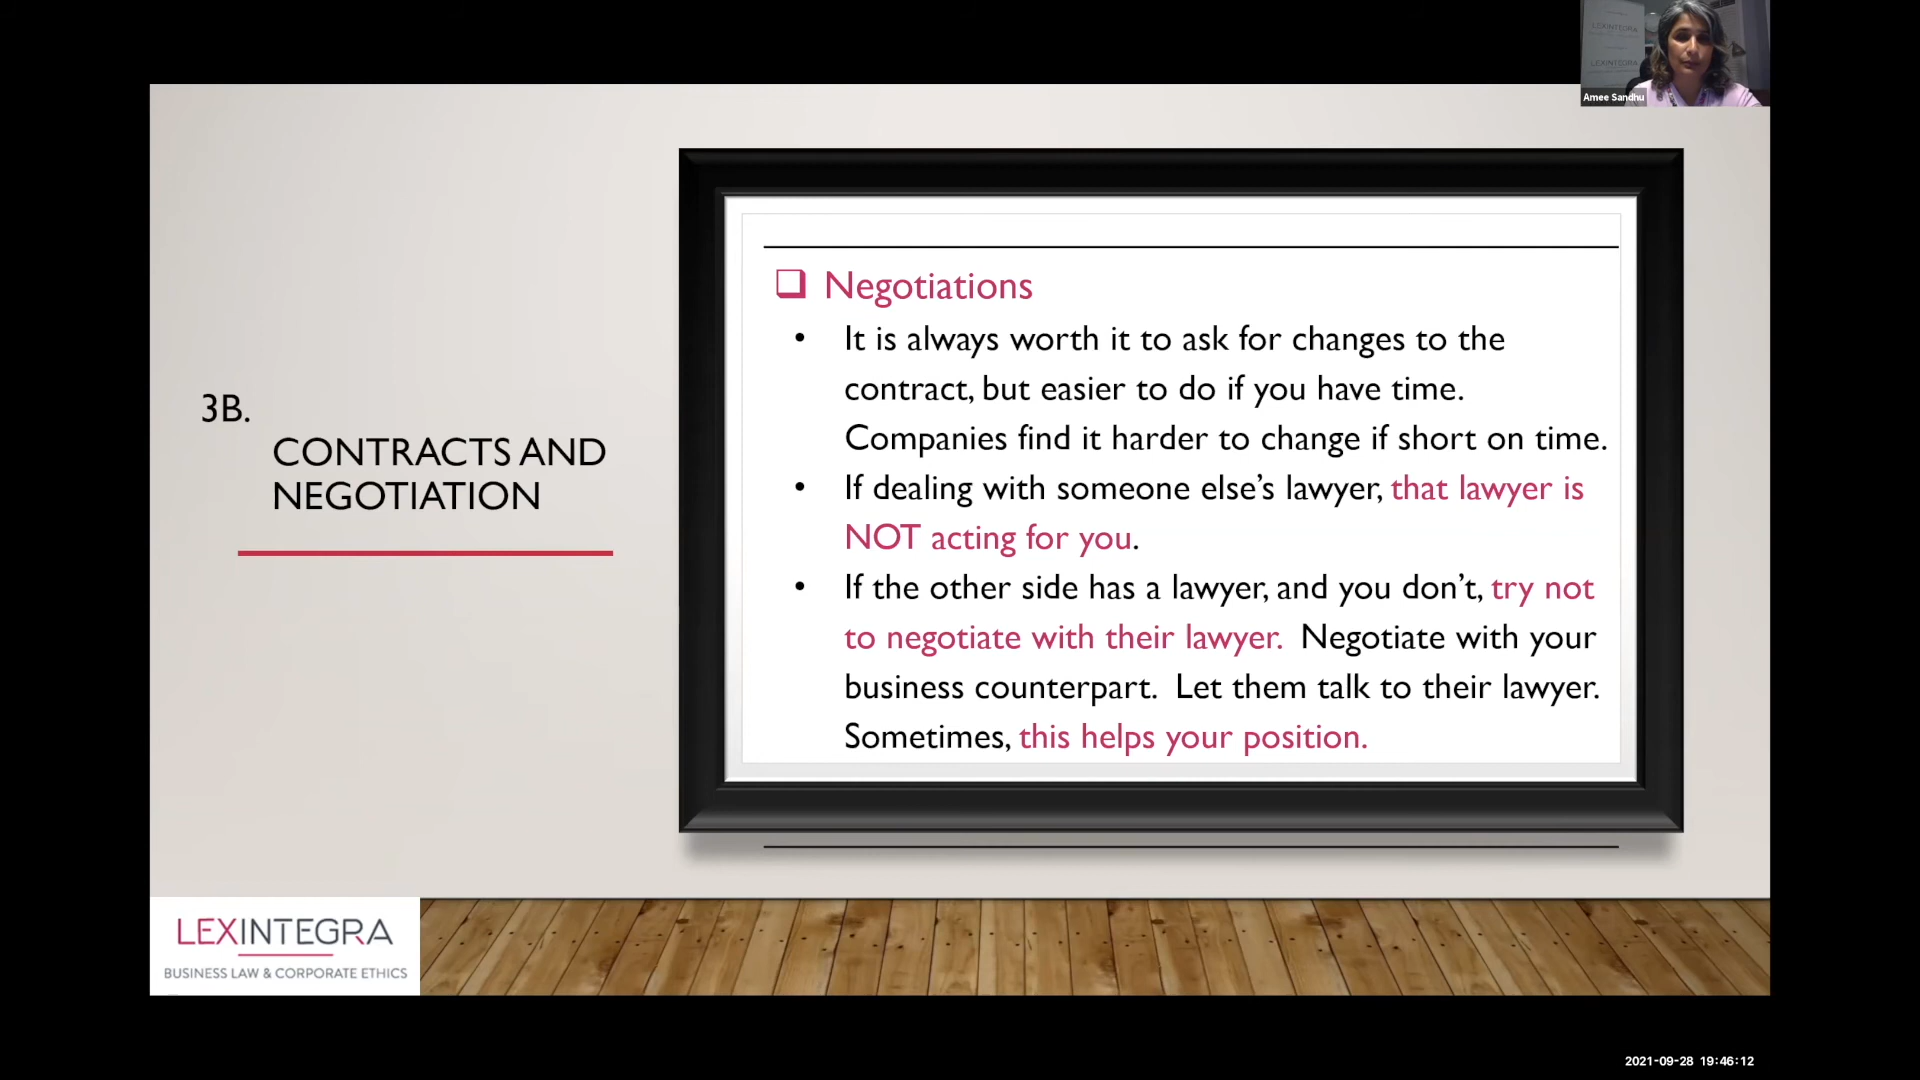 LEXINTEGRA
LEXINTEGRA
Amee Sandhu
3B.
CONTRACTS AND
NEGOTIATION
❑ Negotiations
• It is always worth it to ask for changes to the
contract, but easier to do if you have time.
Companies find it harder to change if short on time.
• If dealing with someone else’s lawyer, that lawyer is
NOT acting for you.
• If the other side has a lawyer, and you don’t, try not
to negotiate with their lawyer. Negotiate with your
business counterpart. Let them talk to their lawyer.
Sometimes, this helps your position.
LEXINTEGRA
BUSINESS LAW & CORPORATE ETHICS
2021-09-28 19:46:12